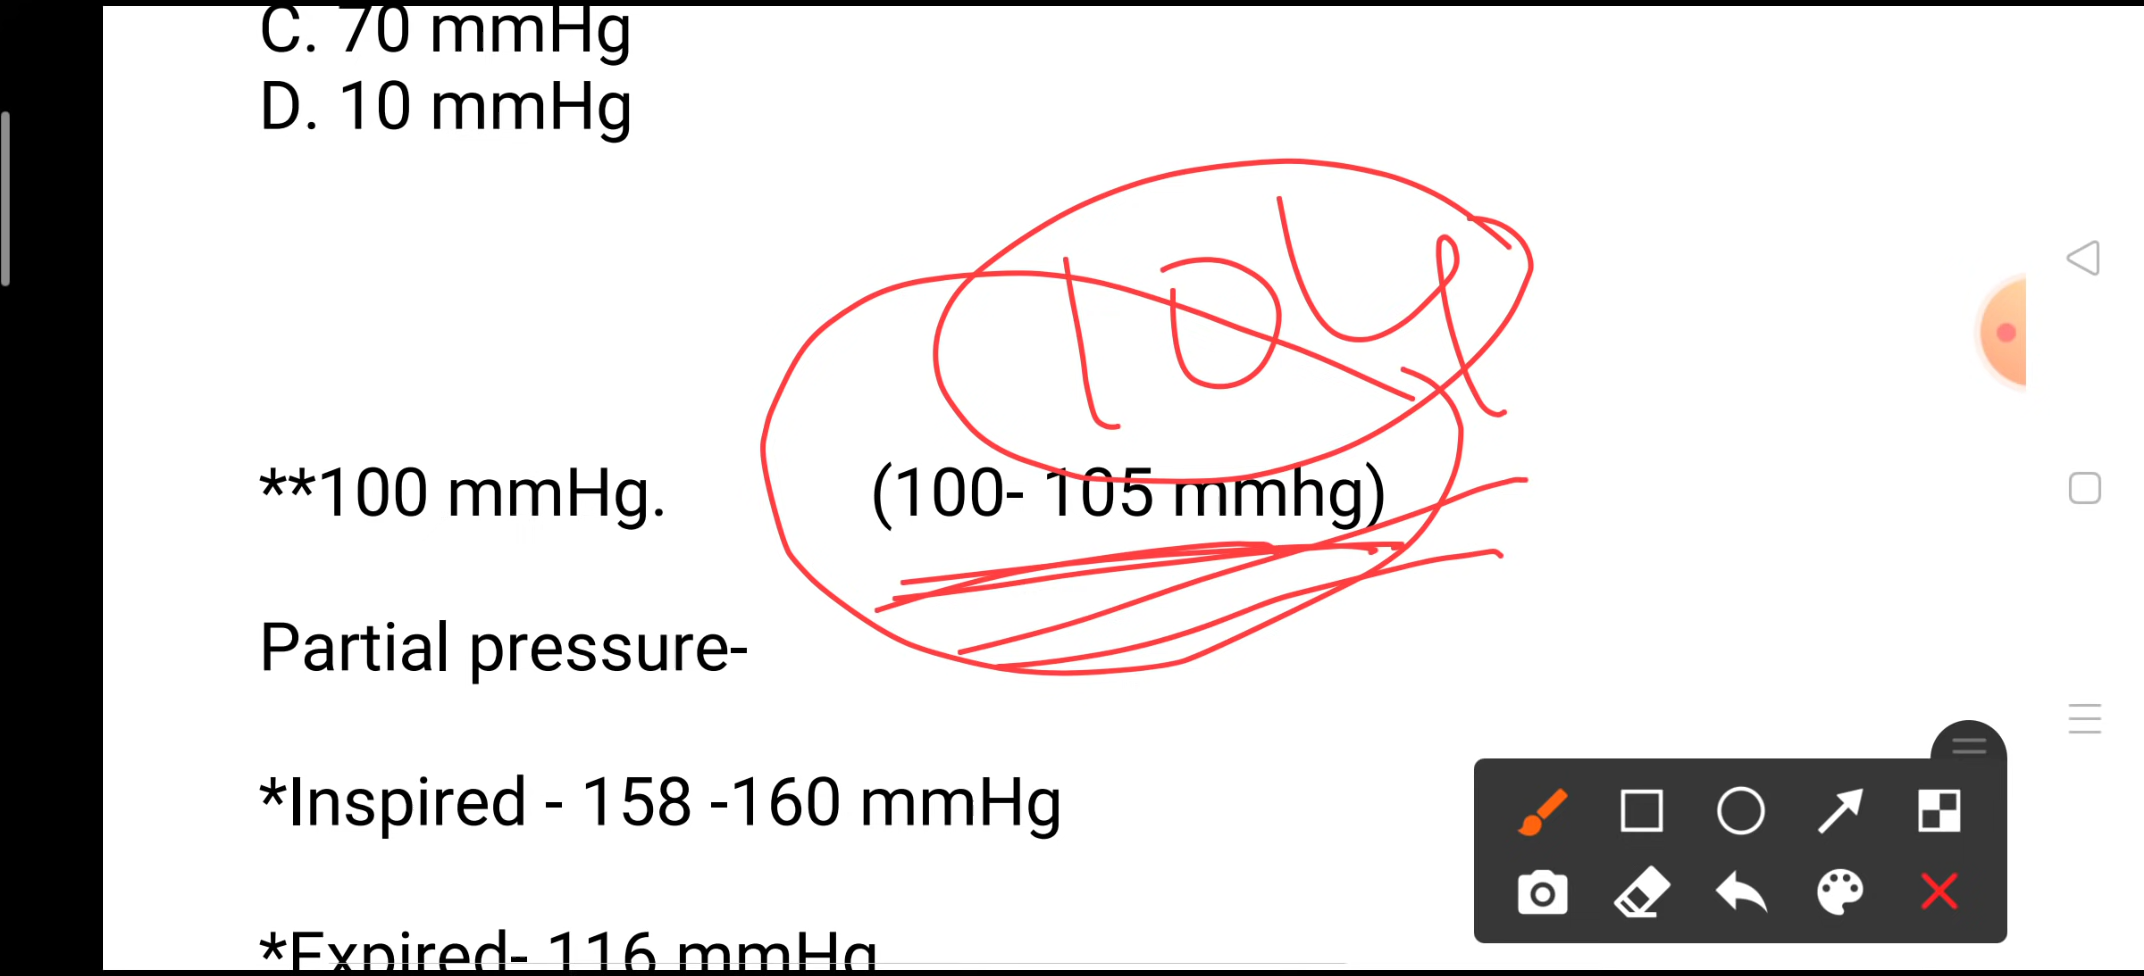 C. 70 mmHg
D. 10 mmHg
104
**100 mmHg. (100- 105 mmhg)
Partial pressure-
*Inspired - 158 -160 mmHg
*Expired- 116 mmHg